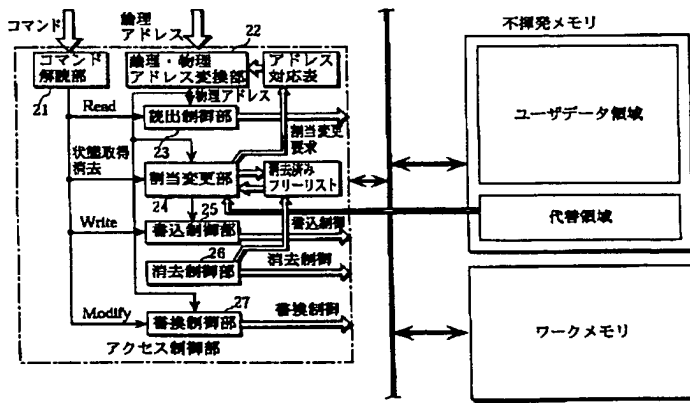 コマンド
論理
アドレス
不揮発メモリ
22
コマンド
解読部
論理・物理
アドレス変換部
アドレス
対応表
21
物理アドレス
Read
読出制御部
23
割当変更
要求
ユーザデータ領域
状態取得
消去
割当変更部
消去済み
フリーリスト
24
25
代替領域
Write
書込制御部
書込制御
26
消去制御部
消去制御
27
Modify
書換制御部
書換制御
アクセス制御部
ワークメモリ